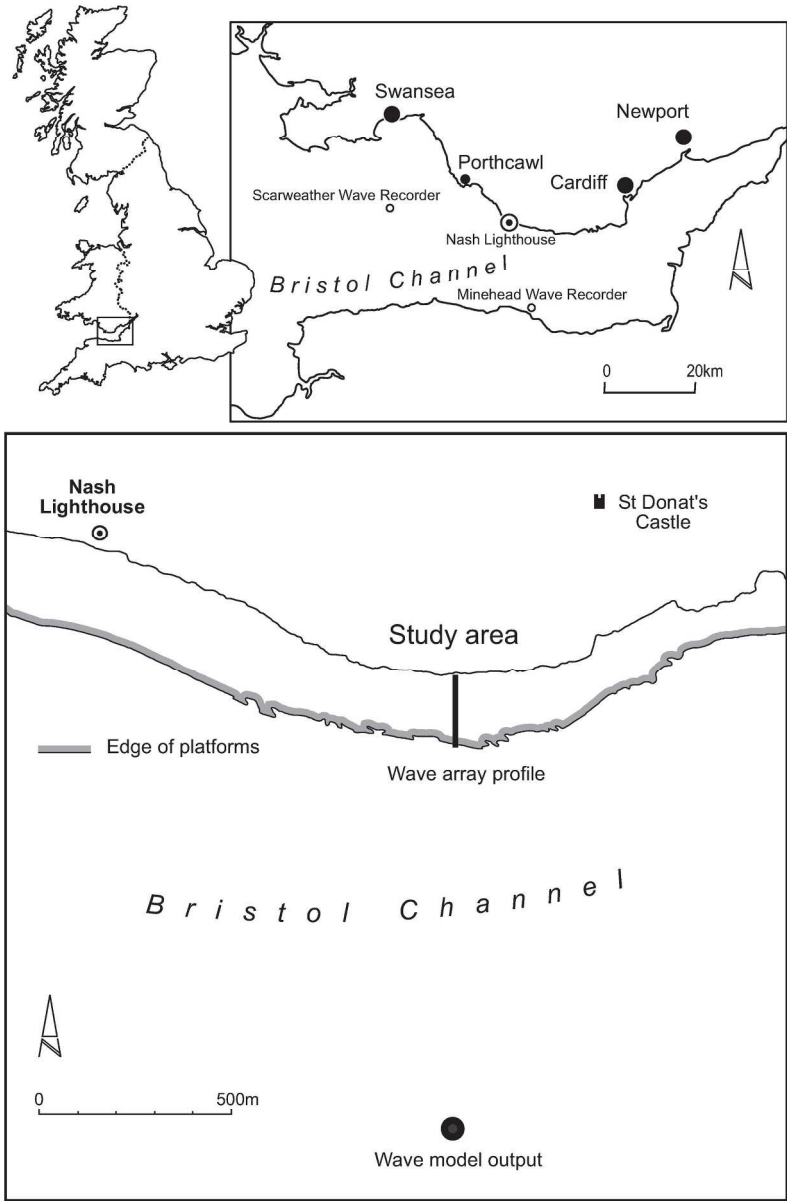 Swansea
Newport
Porthcawl
Cardiff
Scarweather Wave Recorder
Nash Lighthouse
Bristol Channel
Minehead Wave Recorder
0 20km
N
Nash
Lighthouse
St Donat's
Castle
Study area
Edge of platforms
Wave array profile
Bristol Channel
N
0 500m
Wave model output